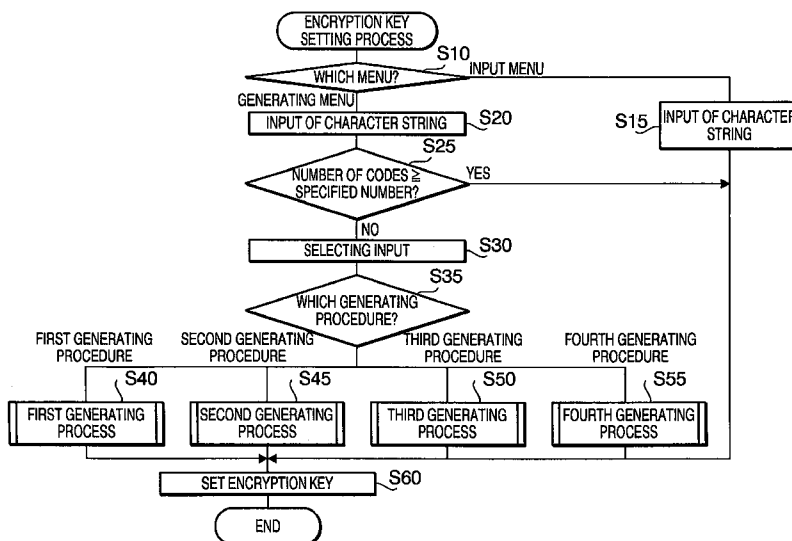 ENCRYPTION KEY
SETTING PROCESS
S10
WHICH MENU?
INPUT MENU
GENERATING MENU
S20
INPUT OF CHARACTER STRING
S15
INPUT OF CHARACTER
STRING
S25
NUMBER OF CODES ≧
SPECIFIED NUMBER?
YES
NO
S30
SELECTING INPUT
S35
WHICH GENERATING
PROCEDURE?
FIRST GENERATING
PROCEDURE
SECOND GENERATING
PROCEDURE
THIRD GENERATING
PROCEDURE
FOURTH GENERATING
PROCEDURE
S40
S45
S50
S55
FIRST GENERATING
PROCESS
SECOND GENERATING
PROCESS
THIRD GENERATING
PROCESS
FOURTH GENERATING
PROCESS
S60
SET ENCRYPTION KEY
END